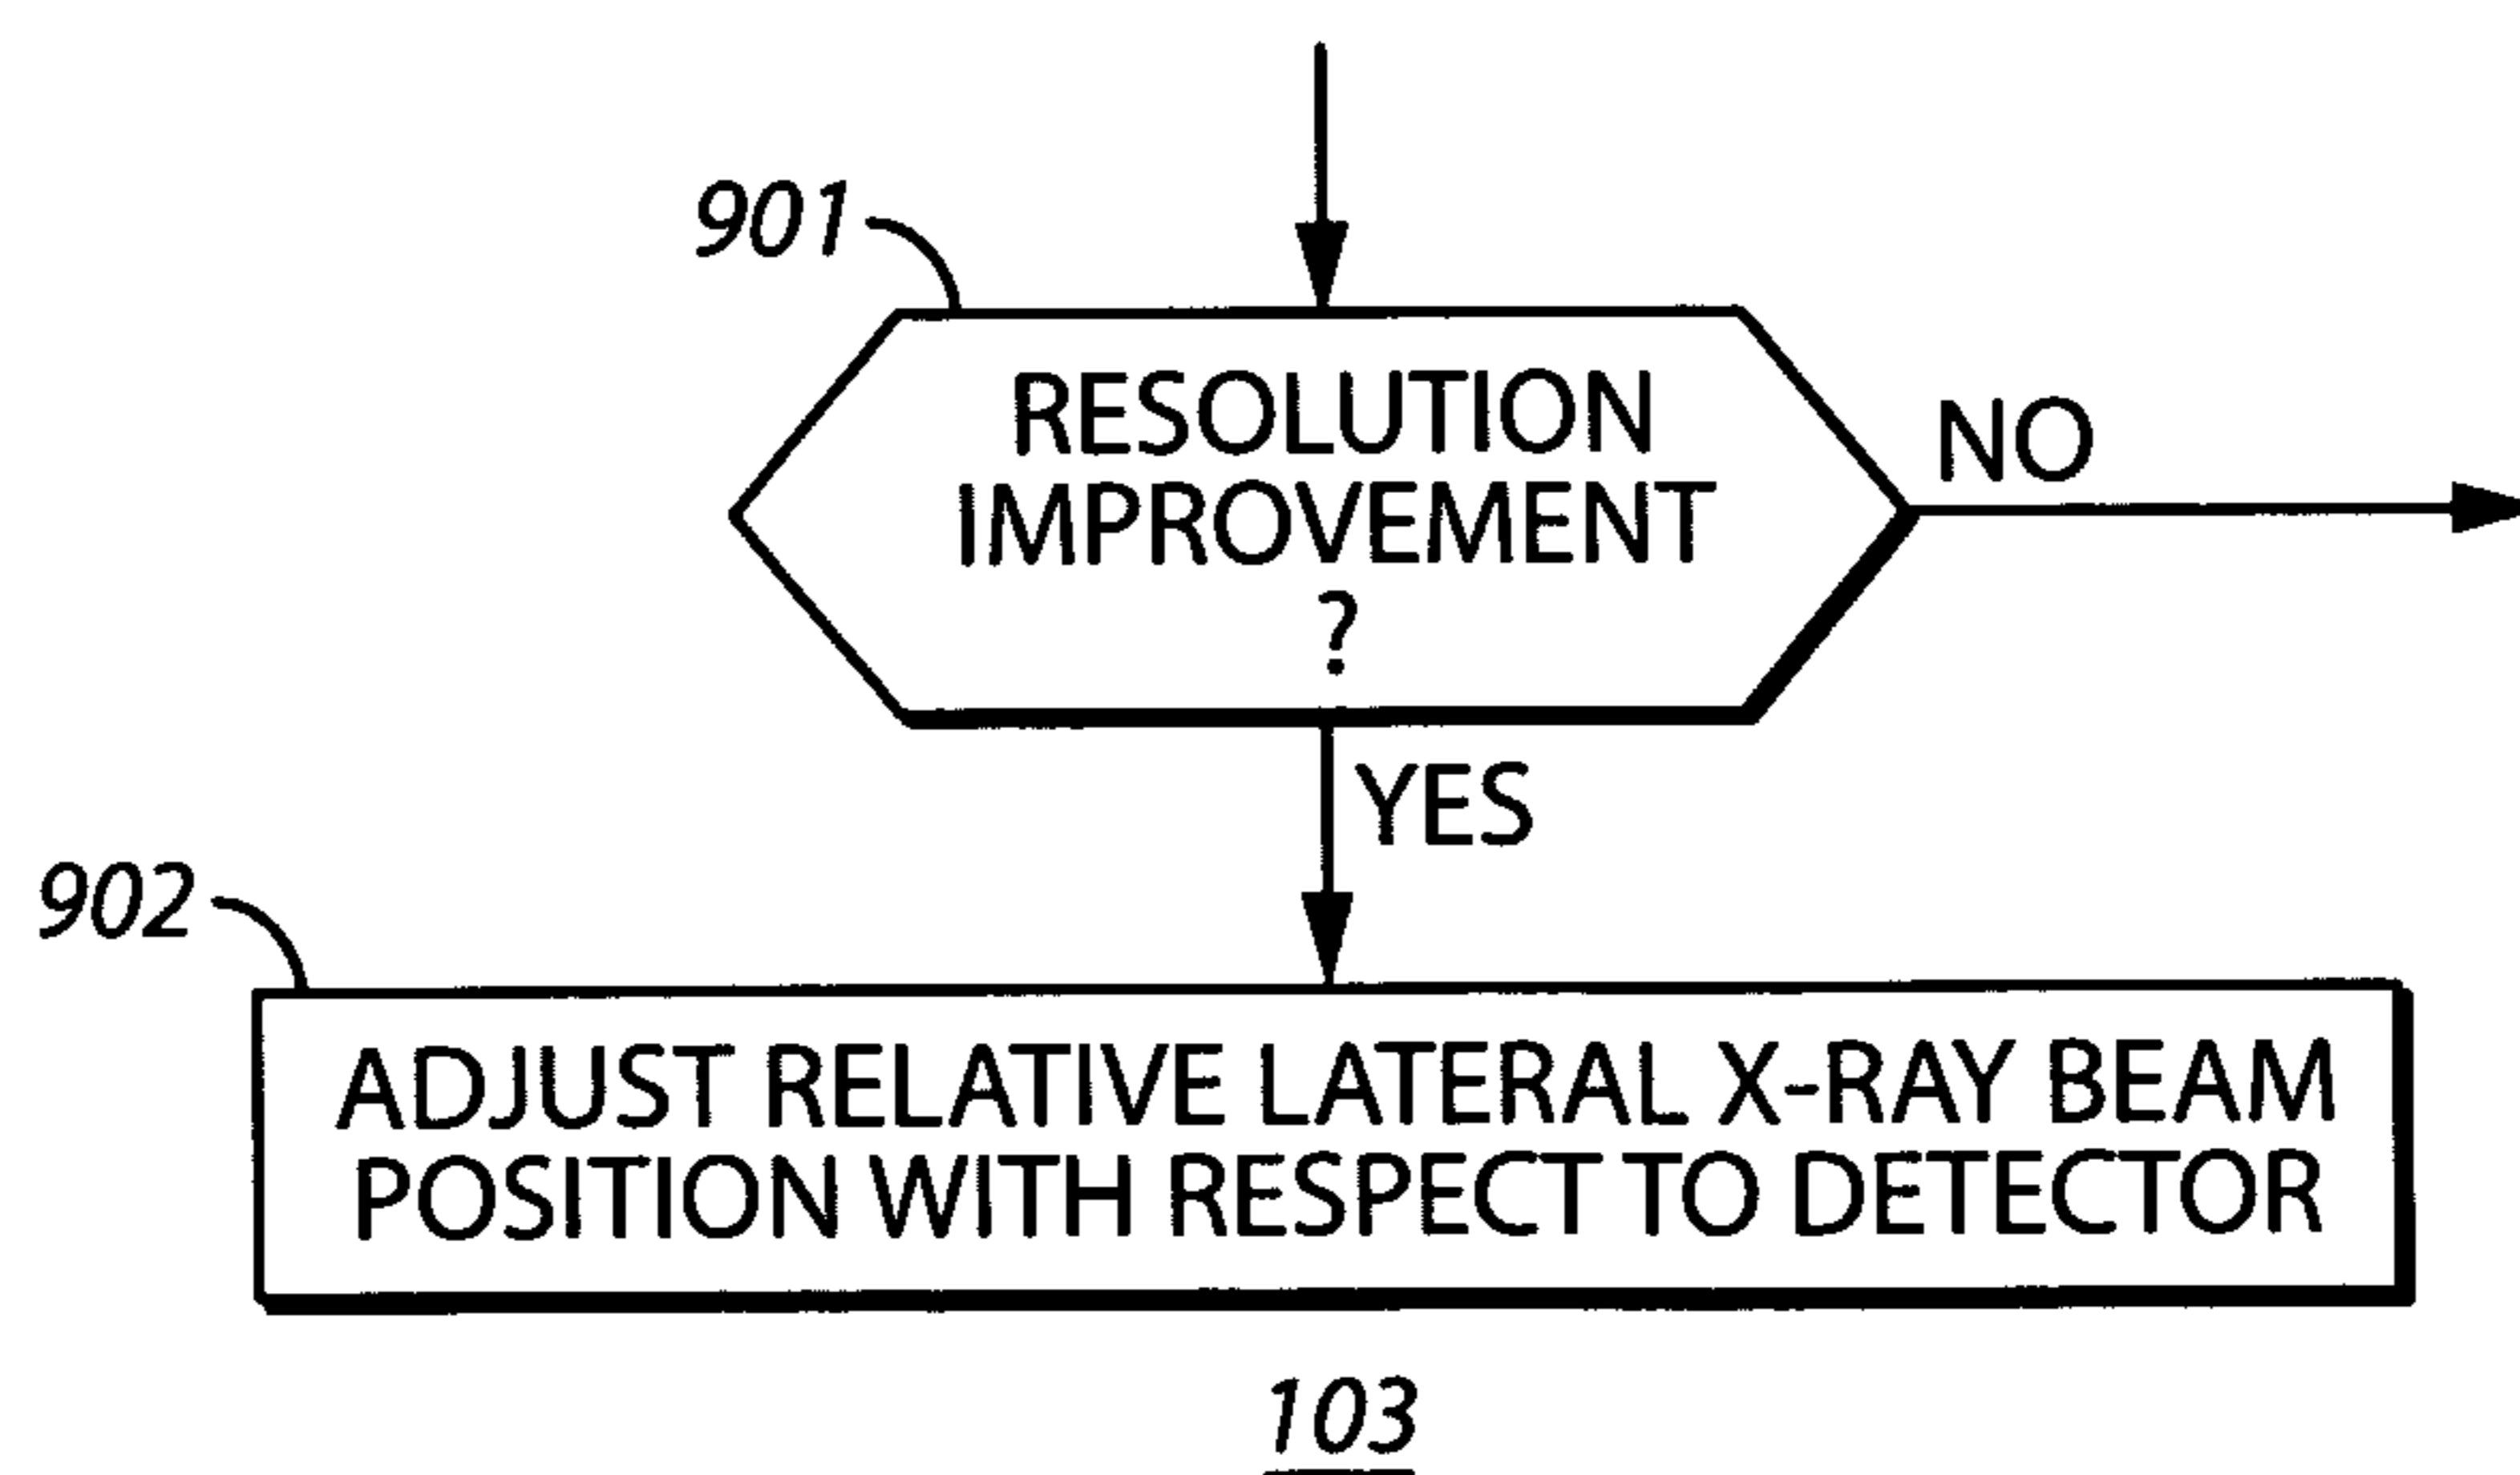 901
RESOLUTION
IMPROVEMENT
?
NO
YES
902
ADJUST RELATIVE LATERAL X-RAY BEAM
POSITION WITH RESPECT TO DETECTOR
103